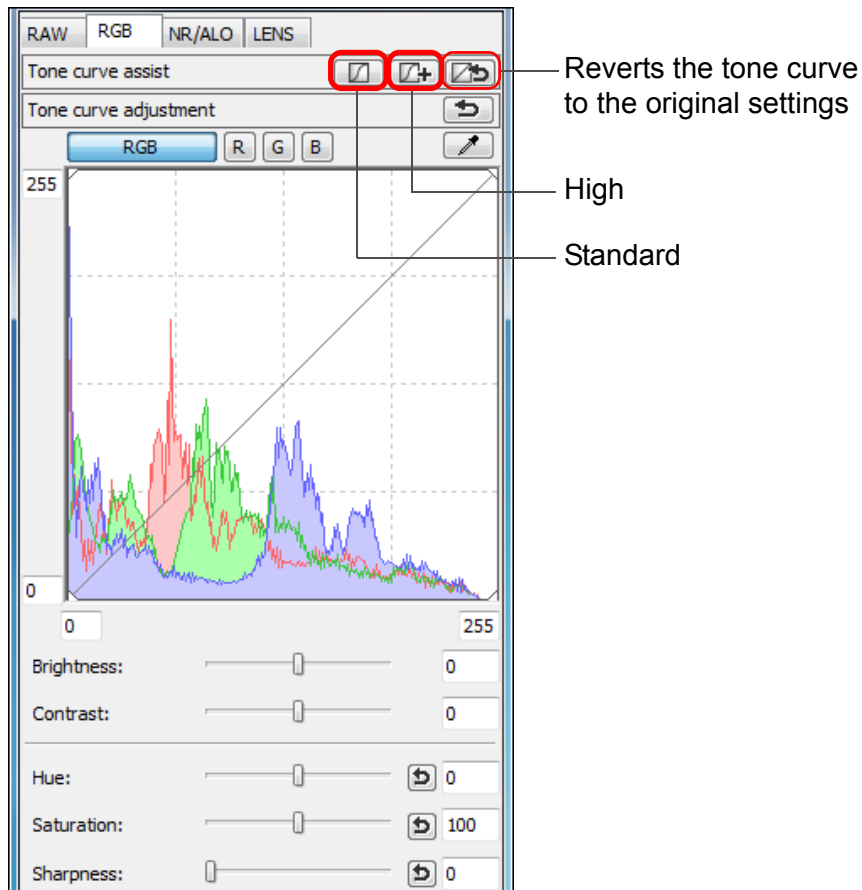 RAW RGB NR/ALO LENS
Tone curve assist
Reverts the tone curve
to the original settings
Tone curve adjustment
RGB R G B
High
255
Standard
0
0 255
Brightness: 0
Contrast: 0
Hue: 0
Saturation: 100
Sharpness: 0